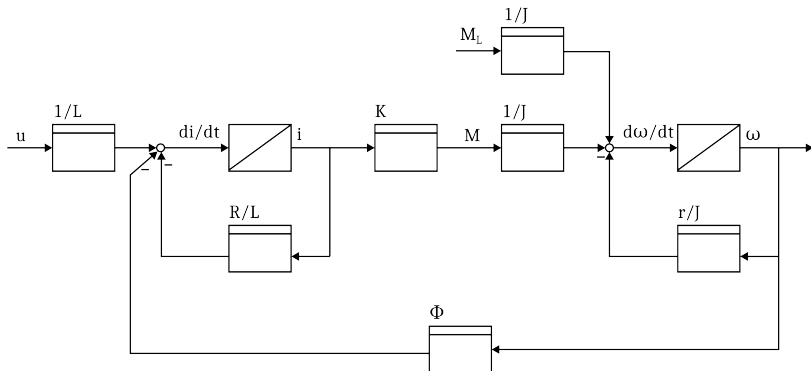 1/J
M_L
1/L
u
di/dt
i
K
M
1/J
dω/dt
ω
R/L
r/J
Φ